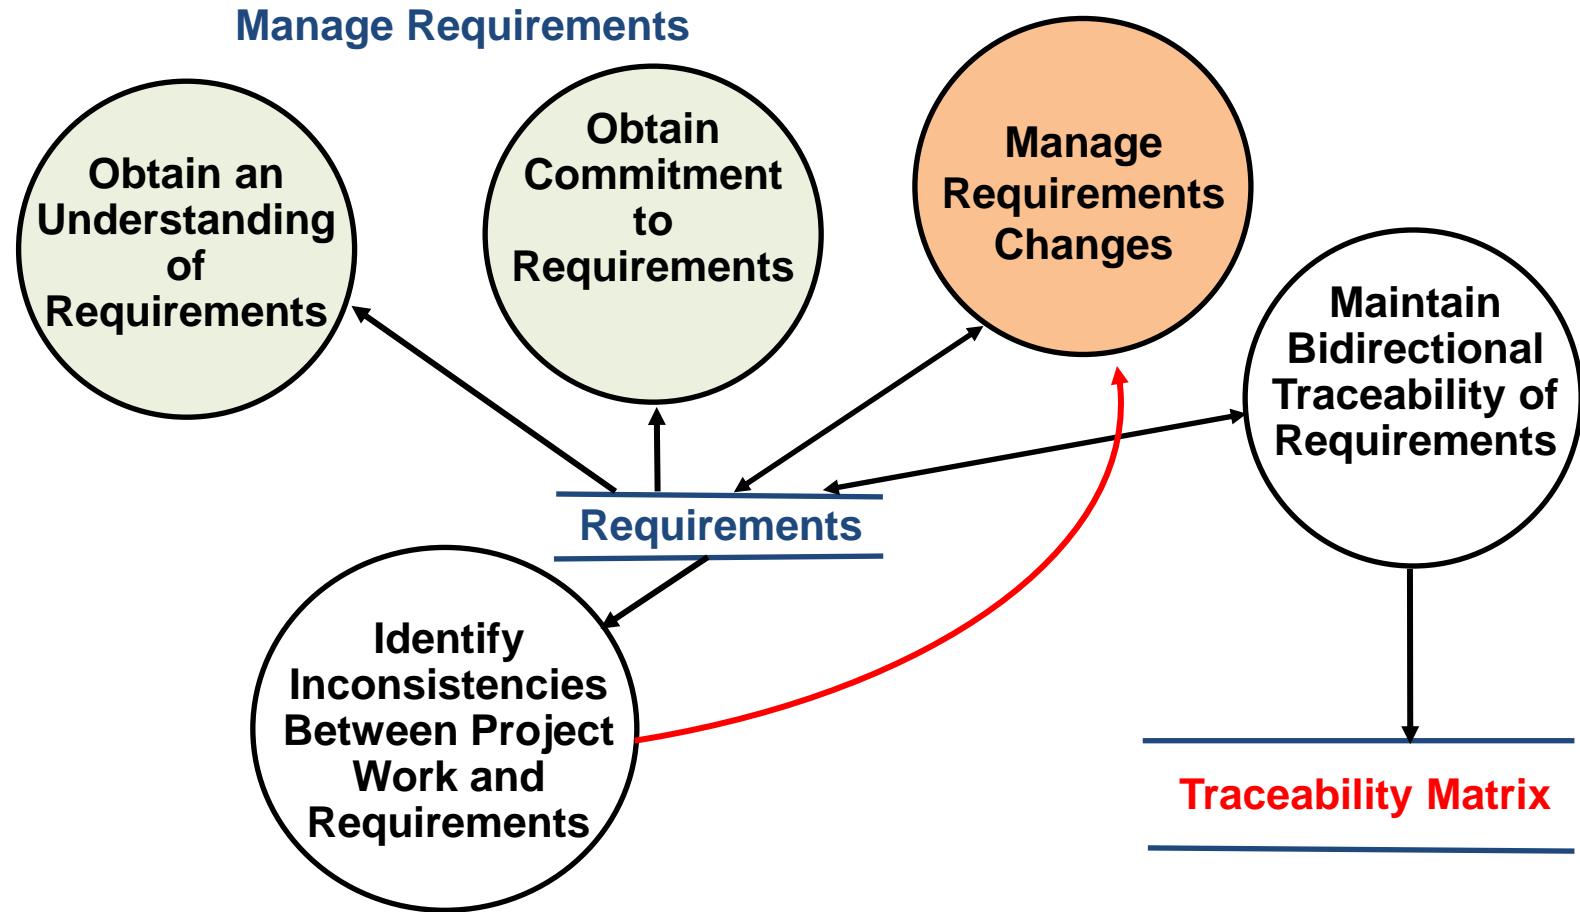 Manage Requirements
Obtain an
Understanding
of
Requirements
Obtain
Commitment
to
Requirements
Manage
Requirements
Changes
Maintain
Bidirectional
Traceability of
Requirements
Requirements
Identify
Inconsistencies
Between Project
Work and
Requirements
Traceability Matrix